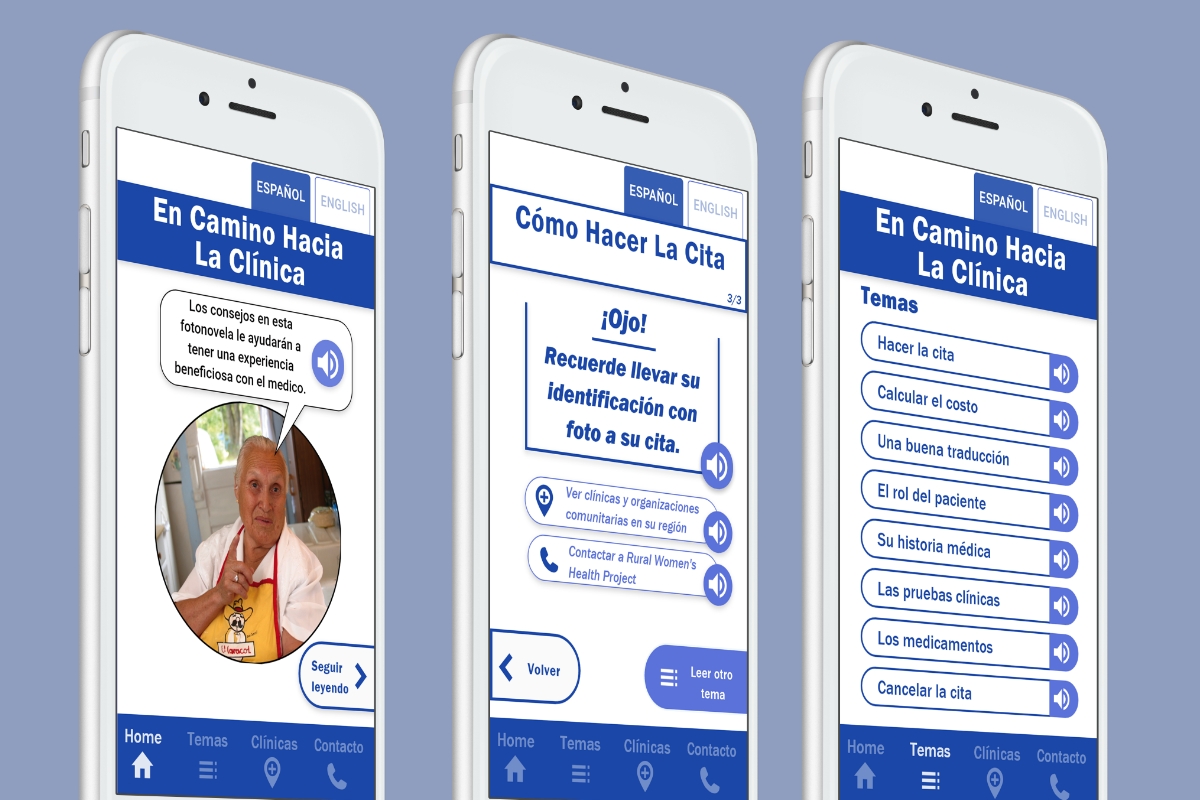 ESPAÑOL
ENGLISH
En Camino Hacia
La Clínica
Los consejos en esta
fotonovela le ayudarán a
tener una experiencia
beneficiosa con el medico.
Maracot
Seguir
leyendo
Home
Temas
Clínicas
Contacto
ESPAÑOL
ENGLISH
Cómo Hacer La Cita
3/3
¡Ojo!
Recuerde llevar su
identificación con
foto a su cita.
Ver clínicas y organizaciones
comunitarias en su región
Contactar a Rural Women's
Health Project
Volver
Leer otro
tema
Home
Temas
Clínicas
Contacto
ESPAÑOL
ENGLISH
En Camino Hacia
La Clínica
Temas
Hacer la cita
Calcular el costo
Una buena traducción
El rol del paciente
Su historia médica
Las pruebas clínicas
Los medicamentos
Cancelar la cita
Home
Temas
Clínicas
Contacto